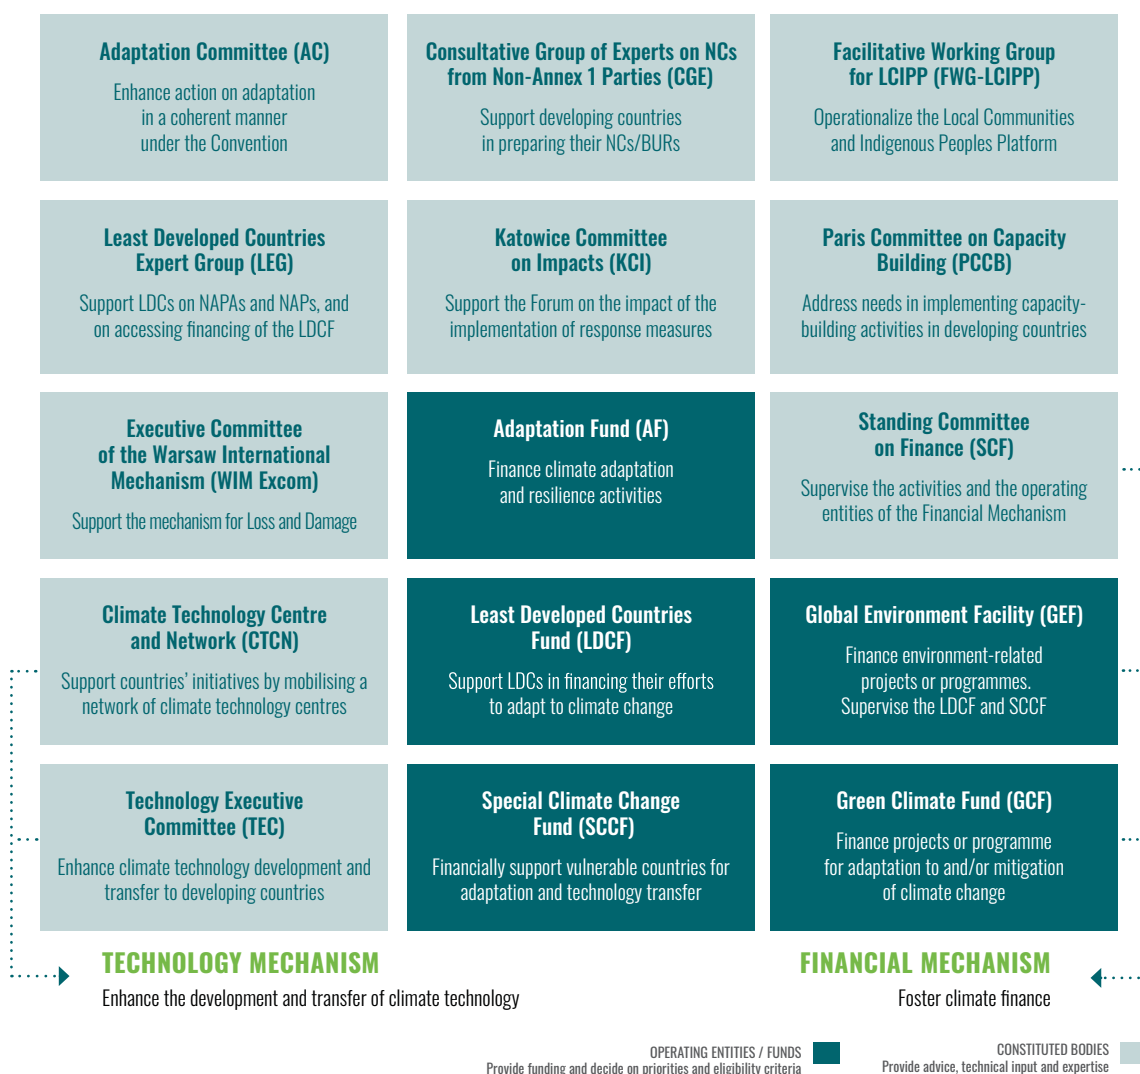 Adaptation Committee (AC)
Enhance action on adaptation
in a coherent manner
under the Convention
Consultative Group of Experts on NCs
from Non-Annex 1 Parties (CGE)
Support developing countries
in preparing their NCs/BURs
Facilitative Working Group
for LCIPP (FWG-LCIPP)
Operationalize the Local Communities
and Indigenous Peoples Platform
Least Developed Countries
Expert Group (LEG)
Support LDCs on NAPAs and NAPs, and
on accessing financing of the LDCF
Katowice Committee
on Impacts (KCI)
Support the Forum on the impact of the
implementation of response measures
Paris Committee on Capacity
Building (PCCB)
Address needs in implementing capacity-
building activities in developing countries
Executive Committee
of the Warsaw International
Mechanism (WIM Excom)
Support the mechanism for Loss and Damage
Adaptation Fund (AF)
Finance climate adaptation
and resilience activities
Standing Committee
on Finance (SCF)
Supervise the activities and the operating
entities of the Financial Mechanism
Climate Technology Centre
and Network (CTCN)
Support countries' initiatives by mobilising a
network of climate technology centres
Least Developed Countries
Fund (LDCF)
Support LDCs in financing their efforts
to adapt to climate change
Global Environment Facility (GEF)
Finance environment-related
projects or programmes.
Supervise the LDCF and SCCF
Technology Executive
Committee (TEC)
Enhance climate technology development and
transfer to developing countries
Special Climate Change
Fund (SCCF)
Financially support vulnerable countries for
adaptation and technology transfer
Green Climate Fund (GCF)
Finance projects or programme
for adaptation to and/or mitigation
of climate change
TECHNOLOGY MECHANISM
Enhance the development and transfer of climate technology
FINANCIAL MECHANISM
Foster climate finance
OPERATING ENTITIES / FUNDS
Provide funding and decide on priorities and eligibility criteria
CONSTITUTED BODIES
Provide advice, technical input and expertise